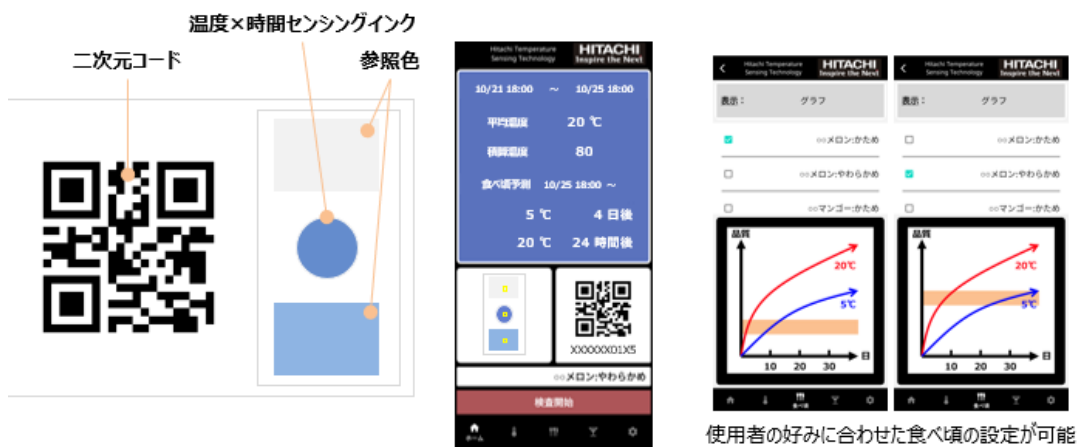 温度×時間センシングインク
二次元コード
参照色
Hitachi Temperature
Sensing Technology
HITACHI
Inspire the Next
10/21 18:00 ～ 10/25 18:00
平均温度 20 ℃
積算温度 80
食べ頃予測 10/25 18:00 ～
5 ℃ 4 日後
20 ℃ 24 時間後
XXXXXX01X5
○○メロン:やわらかめ
検査開始
ホーム
Hitachi Temperature
Sensing Technology
HITACHI
Inspire the Next
表示： グラフ
○○メロン:かため
○○メロン:やわらかめ
○○マンゴー:かため
品質
20℃
5℃
10 20 30 日
食べ頃
Hitachi Temperature
Sensing Technology
HITACHI
Inspire the Next
表示： グラフ
○○メロン:かため
○○メロン:やわらかめ
○○マンゴー:かため
品質
20℃
5℃
10 20 30 日
食べ頃
使用者の好みに合わせた食べ頃の設定が可能